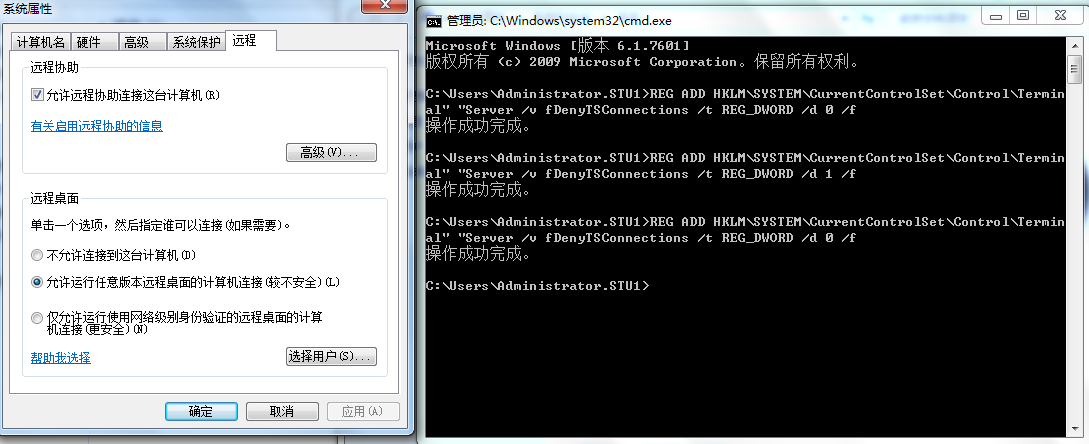 系统属性
计算机名
硬件
高级
系统保护
远程
远程协助
允许远程协助连接这台计算机(R)
有关启用远程协助的信息
高级(V)...
远程桌面
单击一个选项，然后指定谁可以连接(如果需要)。
不允许连接到这台计算机(D)
允许运行任意版本远程桌面的计算机连接(较不安全)(L)
仅允许运行使用网络级别身份验证的远程桌面的计算
机连接(更安全)(N)
帮助我选择
选择用户(S)...
确定
取消
应用(A)
管理员: C:\Windows\system32\cmd.exe
Microsoft Windows [版本 6.1.7601]
版权所有 (c) 2009 Microsoft Corporation。保留所有权利。
C:\Users\Administrator.STU1>REG ADD HKLM\SYSTEM\CurrentControlSet\Control\Termin
al" "Server /v fDenyTSConnections /t REG_DWORD /d 0 /f
操作成功完成。
C:\Users\Administrator.STU1>REG ADD HKLM\SYSTEM\CurrentControlSet\Control\Termin
al" "Server /v fDenyTSConnections /t REG_DWORD /d 1 /f
操作成功完成。
C:\Users\Administrator.STU1>REG ADD HKLM\SYSTEM\CurrentControlSet\Control\Termin
al" "Server /v fDenyTSConnections /t REG_DWORD /d 0 /f
操作成功完成。
C:\Users\Administrator.STU1>